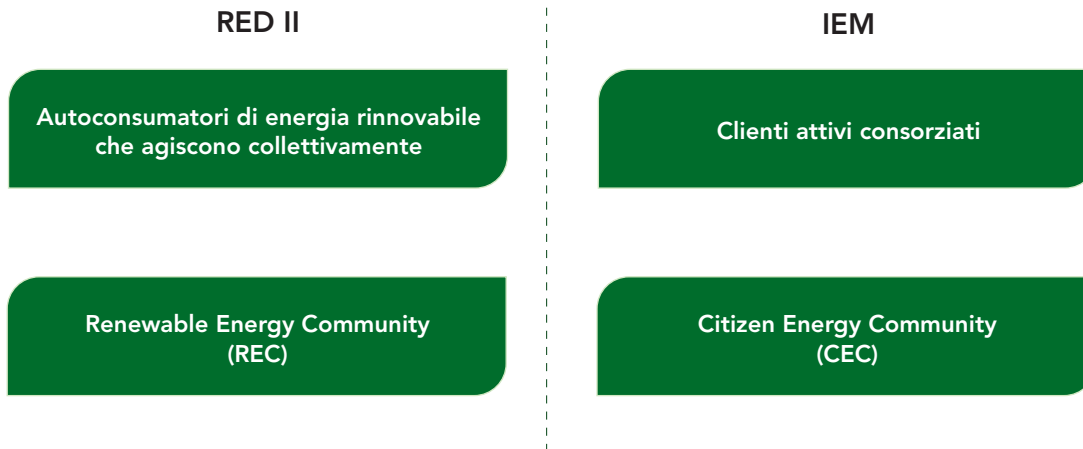 RED II
IEM
Autoconsumatori di energia rinnovabile
che agiscono collettivamente
Clienti attivi consorziati
Renewable Energy Community
(REC)
Citizen Energy Community
(CEC)